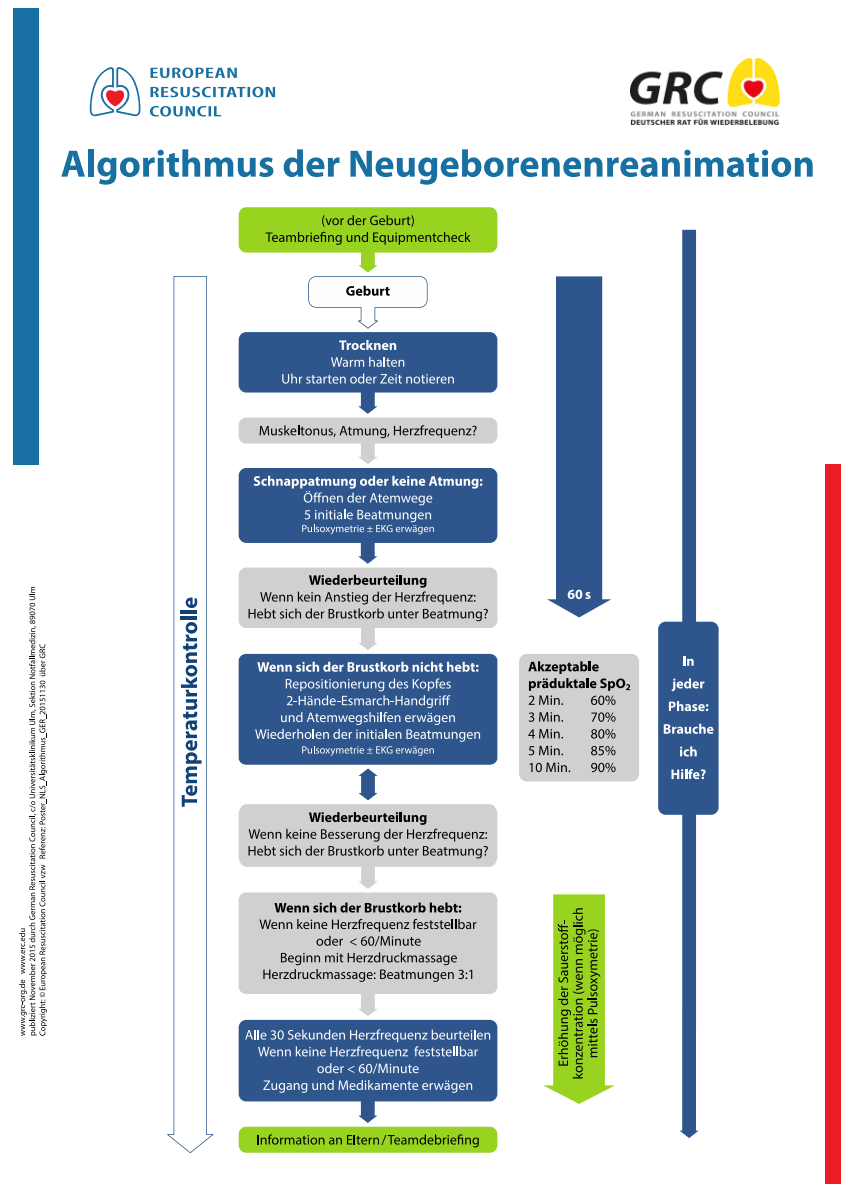 EUROPEAN
RESUSCITATION
COUNCIL
GRC
GERMAN RESUSCITATION COUNCIL
DEUTSCHER RAT FÜR WIEDERBELEBUNG
Algorithmus der Neugeborenenreanimation
(vor der Geburt)
Teambriefing und Equipmentcheck
Geburt
Trocknen
Warm halten
Uhr starten oder Zeit notieren
Muskeltonus, Atmung, Herzfrequenz?
Schnappatmung oder keine Atmung:
Öffnen der Atemwege
5 initiale Beatmungen
Pulsoxymetrie ± EKG erwägen
Wiederbeurteilung
Wenn kein Anstieg der Herzfrequenz:
Hebt sich der Brustkorb unter Beatmung?
Wenn sich der Brustkorb nicht hebt:
Repositionierung des Kopfes
2-Hände-Esmarch-Handgriff
und Atemwegshilfen erwägen
Wiederholen der initialen Beatmungen
Pulsoxymetrie ± EKG erwägen
Wiederbeurteilung
Wenn keine Besserung der Herzfrequenz:
Hebt sich der Brustkorb unter Beatmung?
Wenn sich der Brustkorb hebt:
Wenn keine Herzfrequenz feststellbar
oder < 60/Minute
Beginn mit Herzdruckmassage
Herzdruckmassage: Beatmungen 3:1
Alle 30 Sekunden Herzfrequenz beurteilen
Wenn keine Herzfrequenz feststellbar
oder < 60/Minute
Zugang und Medikamente erwägen
Information an Eltern/Teamdebriefing
Temperaturkontrolle
60 s
Akzeptable
präduktale SpO₂
2 Min. 60%
3 Min. 70%
4 Min. 80%
5 Min. 85%
10 Min. 90%
Erhöhung der Sauerstoff-
konzentration (wenn möglich
mittels Pulsoxymetrie)
In
jeder
Phase:
Brauche
ich
Hilfe?
www.grc-org.de www.erc.edu
publiziert November 2015 durch German Resuscitation Council, c/o Universitätsklinikum Ulm, Sektion Notfallmedizin, 89070 Ulm
Copyright: © European Resuscitation Council vzw Referenz: Poster_NLS_Algorithmus_GER_20151130 über GRC